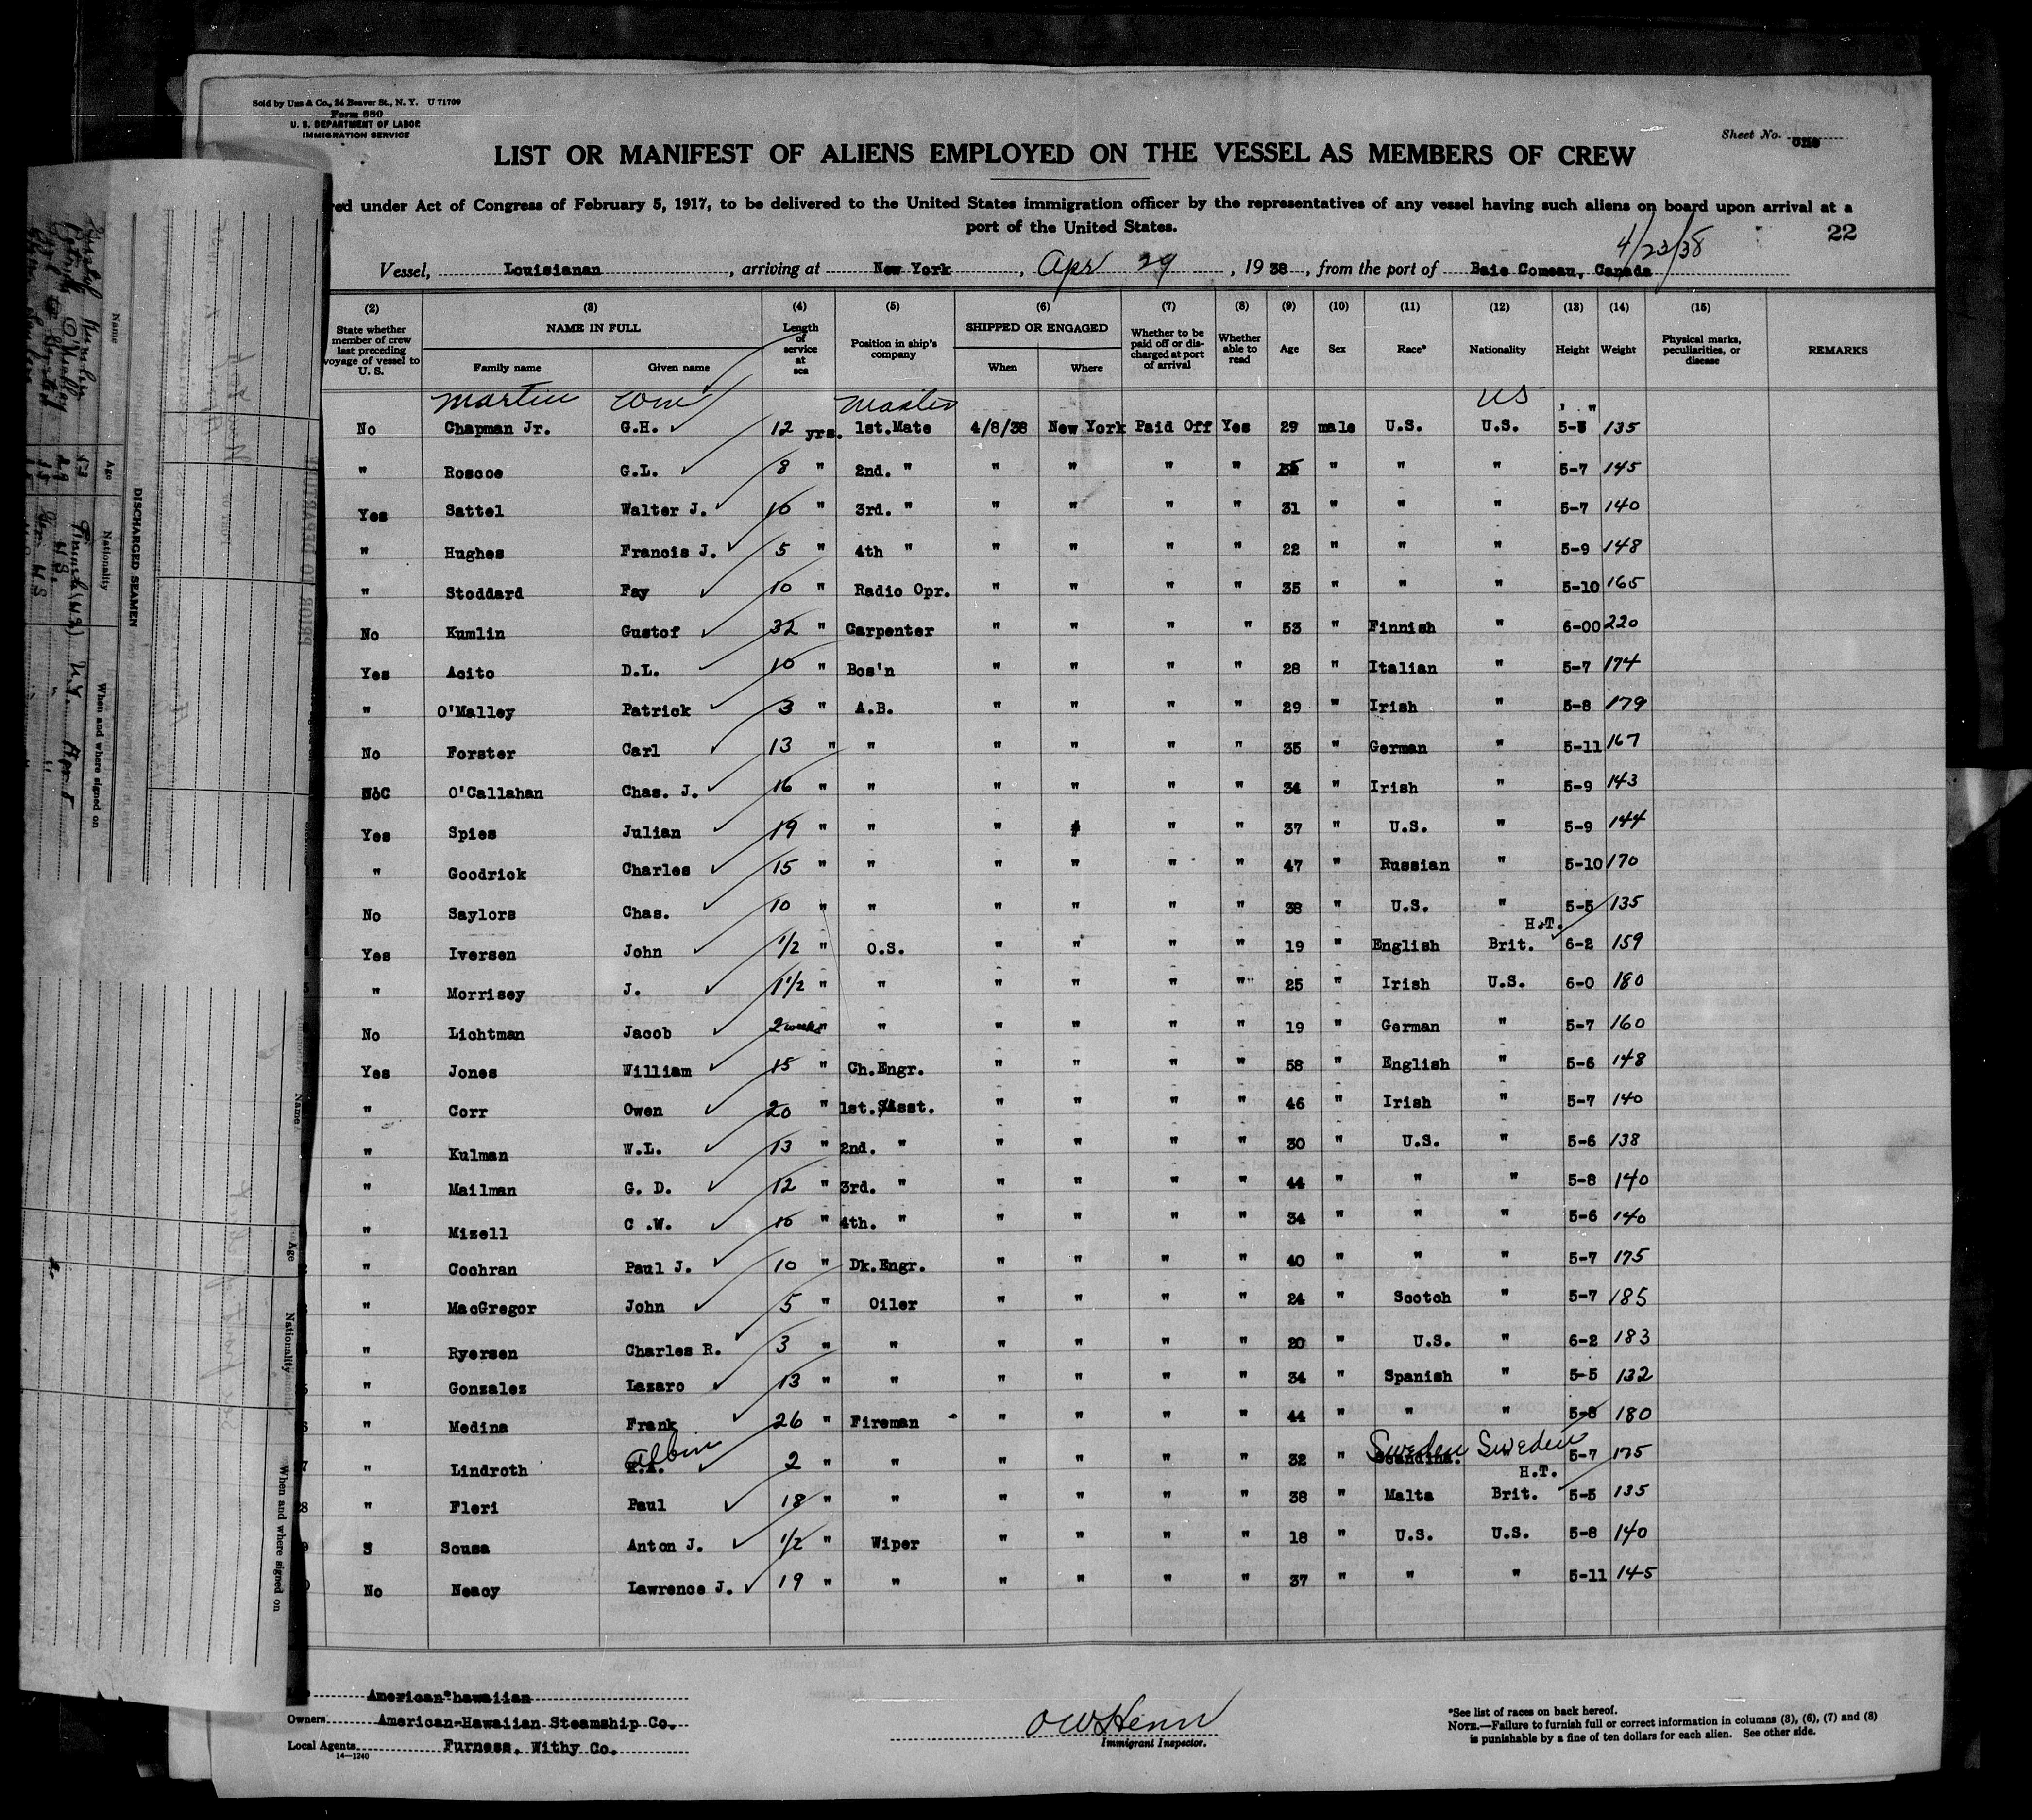 Sold by Unz & Co., 24 Beaver St., N. Y. U 71709
Form 680
U. S. DEPARTMENT OF LABOR
IMMIGRATION SERVICE
Sheet No. one
LIST OR MANIFEST OF ALIENS EMPLOYED ON THE VESSEL AS MEMBERS OF CREW
red under Act of Congress of February 5, 1917, to be delivered to the United States immigration officer by the representatives of any vessel having such aliens on board upon arrival at a
port of the United States.
22
4/23/38
Vessel, Louisianan, arriving at New York, Apr 29, 1938, from the port of Baie Comeau, Canada
(2) (3) (4) (5) (6) (7) (8) (9) (10) (11) (12) (13) (14) (15)
State whether member of crew last preceding voyage of vessel to U. S. NAME IN FULL Family name Given name Length of service at sea Position in ship's company SHIPPED OR ENGAGED When Where Whether to be paid off or discharged at port of arrival Whether able to read Age Sex Race* Nationality Height Weight Physical marks, peculiarities, or disease REMARKS
Martin Wm Master US
No Chapman Jr. G.H. 12 yrs. 1st.Mate 4/8/38 New York Paid Off Yes 29 male U.S. U.S. 5-8 135
" Roscoe G.L. 8 " 2nd. " " " " " " " " 5-7 145
Yes Sattel Walter J. 10 " 3rd. " " " " " 31 " " " 5-7 140
" Hughes Francis J. 5 " 4th " " " " " 22 " " " 5-9 148
" Stoddard Fay 10 " Radio Opr. " " " " 35 " " " 5-10 165
No Kumlin Gustof 32 " Carpenter " " " " 53 " Finnish " 6-00 220
Yes Acito D.L. 10 " Bos'n " " " " 28 " Italian " 5-7 174
" O'Malley Patrick 3 " A.B. " " " " 29 " Irish " 5-8 179
No Forster Carl 13 " " " " " " 35 " German " 5-11 167
O'Callahan Chas. J. 16 " " " " " " 34 " Irish " 5-9 143
Yes Spies Julian 19 " " " " " 37 " U.S. " 5-9 144
" Goodrick Charles 15 " " " " " " 47 " Russian " 5-10 170
No Saylors Chas. 10 " " " " " " 38 " U.S. " 5-5 135
H.T.
Yes Iversen John 1/2 " O.S. " " " " 19 " English Brit. 6-2 159
" Morrisey J. 1 1/2 " " " " " " 25 " Irish U.S. 6-0 180
No Lichtman Jacob 2 weeks " " " " " " 19 " German " 5-7 160
Yes Jones William 15 " Ch.Engr. " " " " 58 " English " 5-6 148
" Corr Owen 20 " 1st. Asst. " " " " 46 " Irish " 5-7 140
" Kulman W.L. 13 " 2nd. " " " " " 30 " U.S. " 5-6 138
" Mailman G. D. 12 " 3rd. " " " " " 44 " " " 5-8 140
" Mizell C .W. 10 " 4th. " " " " " 34 " " " 5-6 140
" Cochran Paul J. 10 " Dk.Engr. " " " " 40 " " " 5-7 175
" MacGregor John 5 " Oiler " " " " 24 " Scotch " 5-7 185
" Ryersen Charles R. 3 " " " " " " 20 " U.S. " 6-2 183
" Gonzalez Lazaro 13 " " " " " " 34 " Spanish " 5-5 132
" Medina Frank 26 " Fireman " " " " 44 " " " 5-8 180
Albin Sweden Sweden
" Lindroth 2 " " " " " " 32 " 5-7 175
H.T.
" Fleri Paul 18 " " " " " " 38 " Malta Brit. 5-5 135
S Sousa Anton J. 1/2 " Wiper " " " " 18 " U.S. U.S. 5-8 140
No Neacy Lawrence J. 19 " " " " " " 37 " " " 5-11 145
American-hawaiian
Owners American-Hawaiian Steamship Co.
Local Agents Furness, Withy Co.
14—1240
OWHenn
Immigrant Inspector.
*See list of races on back hereof.
NOTE.—Failure to furnish full or correct information in columns (3), (6), (7) and (8)
is punishable by a fine of ten dollars for each alien. See other side.
DISCHARGED SEAMEN
Name Age Nationality When and where signed on
Name Age Nationality When and where signed on